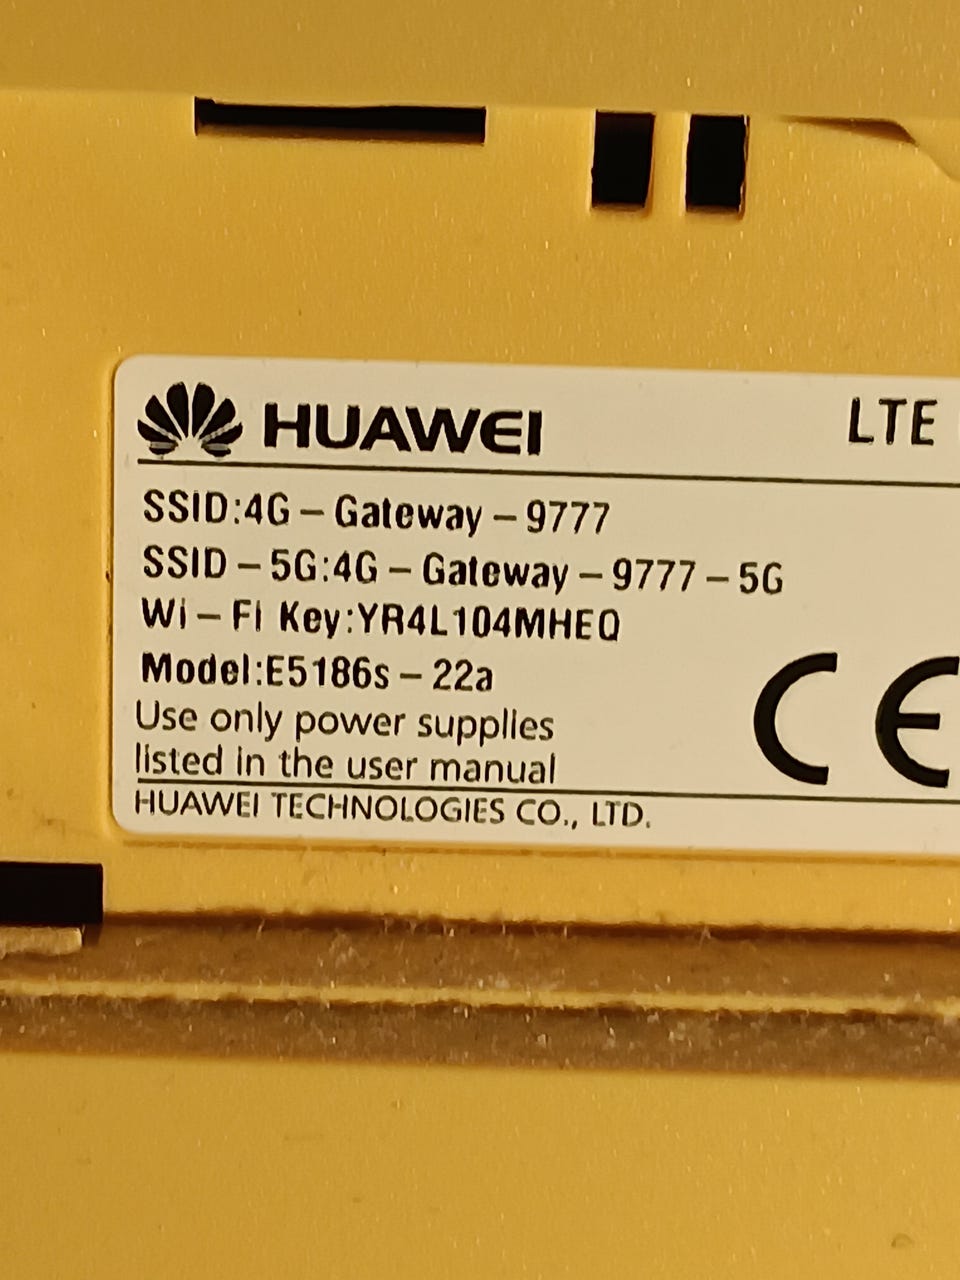 HUAWEI LTE
SSID:4G-Gateway-9777
SSID-5G:4G-Gateway-9777-5G
Wi-Fi Key:YR4L104MHEQ
Model:E5186s-22a
Use only power supplies
listed in the user manual
CE
HUAWEI TECHNOLOGIES CO., LTD.